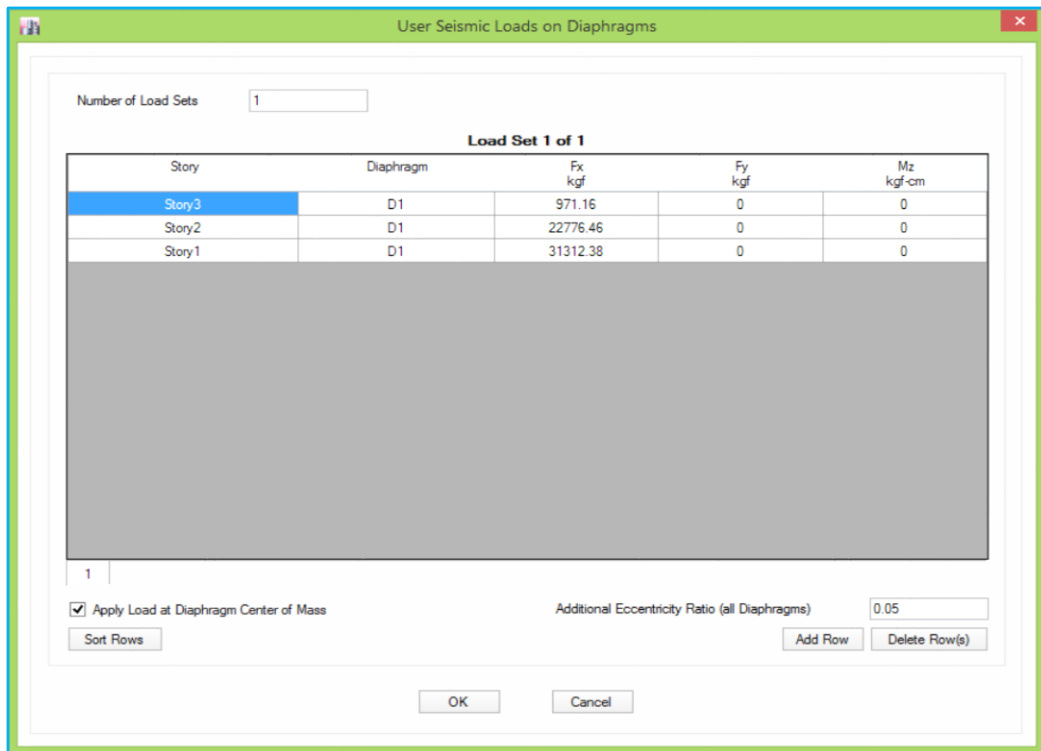 User Seismic Loads on Diaphragms
Number of Load Sets 1
Load Set 1 of 1
Story Diaphragm Fx Fy Mz
kgf kgf kgf-cm
Story3 D1 971.16 0 0
Story2 D1 22776.46 0 0
Story1 D1 31312.38 0 0
1
Apply Load at Diaphragm Center of Mass Additional Eccentricity Ratio (all Diaphragms) 0.05
Sort Rows Add Row Delete Row(s)
OK Cancel